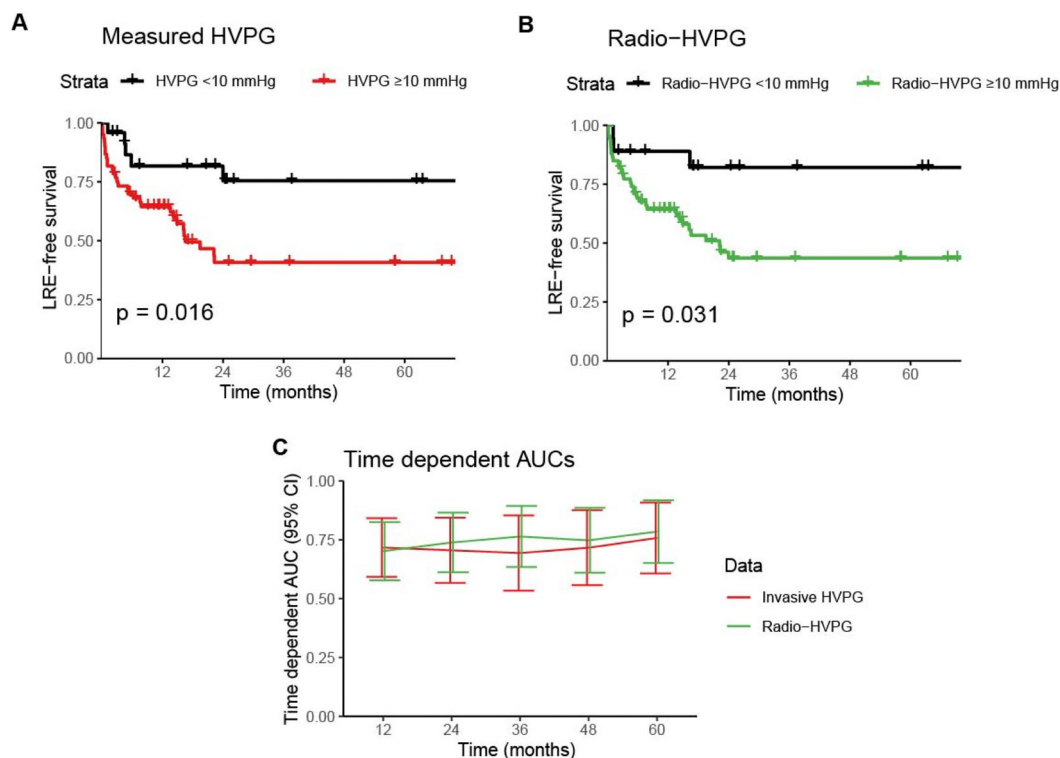 A
Measured HVPG
Strata HVPG <10 mmHg HVPG ≥10 mmHg
1.00
0.75
0.50
0.25
0.00
LRE−free survival
p = 0.016
12 24 36 48 60
Time (months)
B
Radio−HVPG
Strata Radio−HVPG <10 mmHg Radio−HVPG ≥10 mmHg
1.00
0.75
0.50
0.25
0.00
LRE−free survival
p = 0.031
12 24 36 48 60
Time (months)
C
Time dependent AUCs
1.00
0.75
0.50
0.25
0.00
Time dependent AUC (95% CI)
12 24 36 48 60
Time (months)
Data
Invasive HVPG
Radio−HVPG